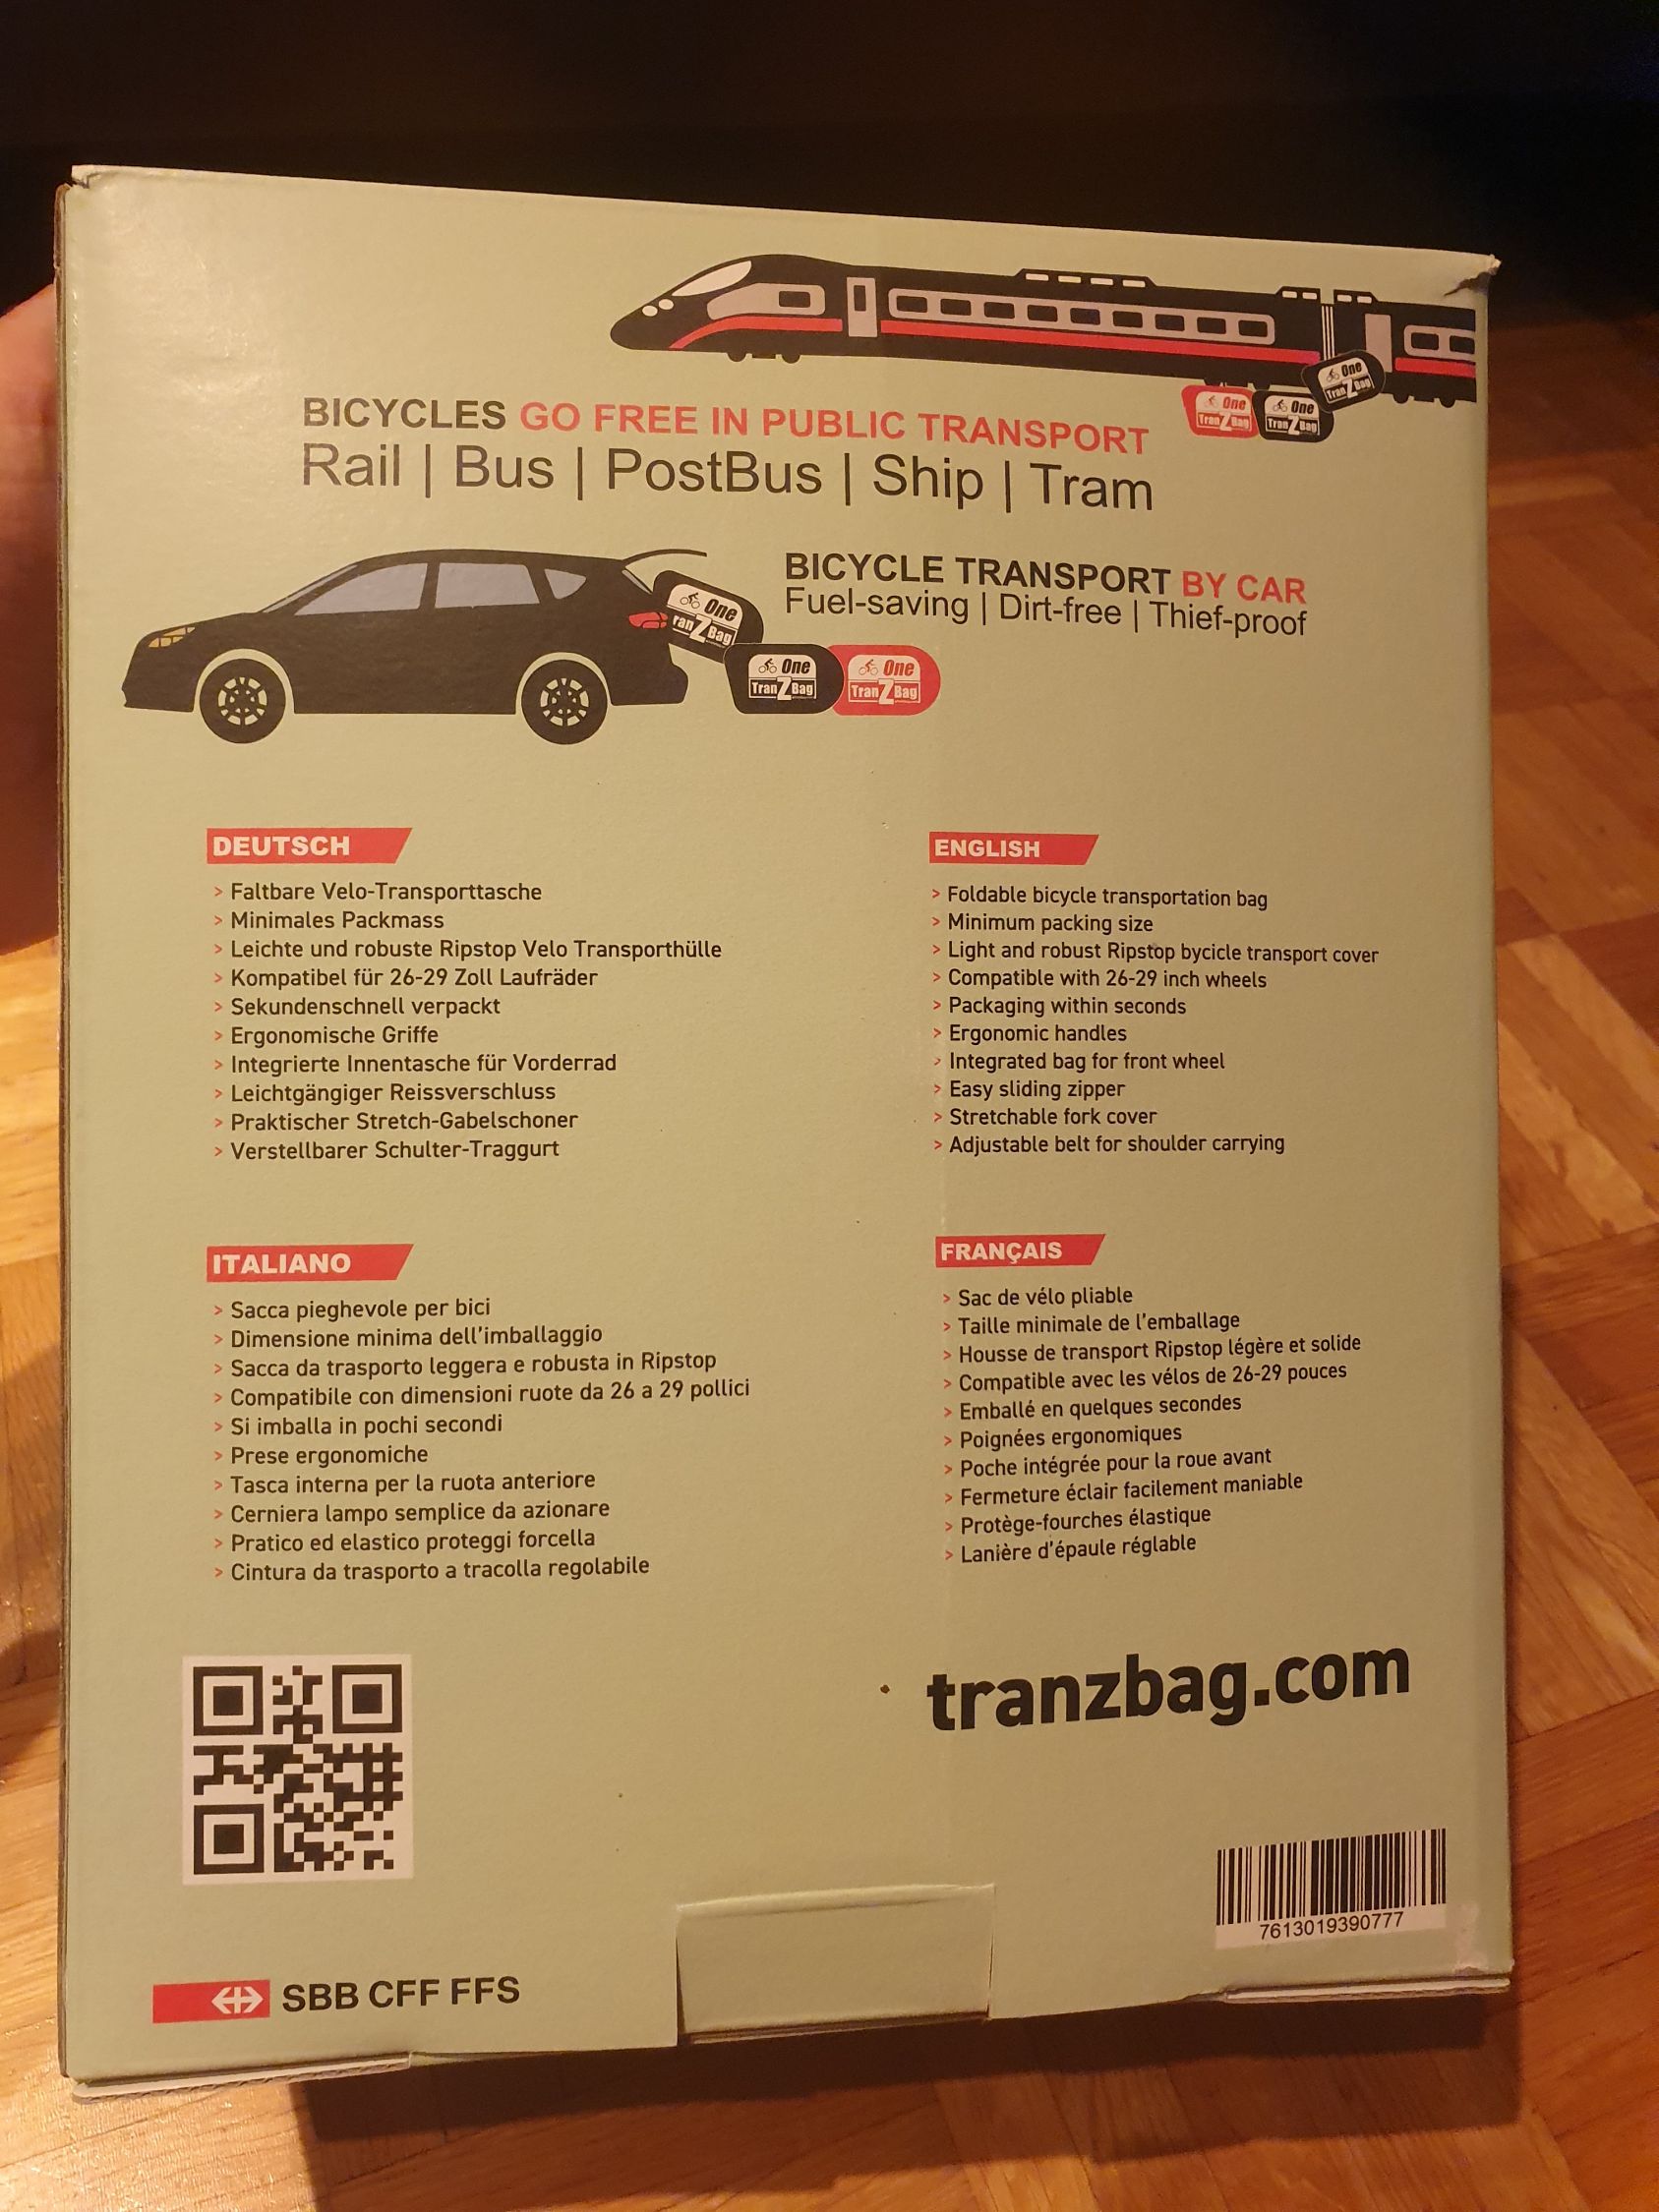 BICYCLES GO FREE IN PUBLIC TRANSPORT
Rail | Bus | PostBus | Ship | Tram
One
TranZBag
One
TranZBag
One
TranZBag
BICYCLE TRANSPORT BY CAR
Fuel-saving | Dirt-free | Thief-proof
One
ranZBag
One
TranZBag
One
TranZBag
DEUTSCH
> Faltbare Velo-Transporttasche
> Minimales Packmass
> Leichte und robuste Ripstop Velo Transporthülle
> Kompatibel für 26-29 Zoll Laufräder
> Sekundenschnell verpackt
> Ergonomische Griffe
> Integrierte Innentasche für Vorderrad
> Leichtgängiger Reissverschluss
> Praktischer Stretch-Gabelschoner
> Verstellbarer Schulter-Traggurt
ENGLISH
> Foldable bicycle transportation bag
> Minimum packing size
> Light and robust Ripstop bycicle transport cover
> Compatible with 26-29 inch wheels
> Packaging within seconds
> Ergonomic handles
> Integrated bag for front wheel
> Easy sliding zipper
> Stretchable fork cover
> Adjustable belt for shoulder carrying
ITALIANO
> Sacca pieghevole per bici
> Dimensione minima dell'imballaggio
> Sacca da trasporto leggera e robusta in Ripstop
> Compatibile con dimensioni ruote da 26 a 29 pollici
> Si imballa in pochi secondi
> Prese ergonomiche
> Tasca interna per la ruota anteriore
> Cerniera lampo semplice da azionare
> Pratico ed elastico proteggi forcella
> Cintura da trasporto a tracolla regolabile
FRANÇAIS
> Sac de vélo pliable
> Taille minimale de l'emballage
> Housse de transport Ripstop légère et solide
> Compatible avec les vélos de 26-29 pouces
> Emballé en quelques secondes
> Poignées ergonomiques
> Poche intégrée pour la roue avant
> Fermeture éclair facilement maniable
> Protège-fourches élastique
> Lanière d'épaule réglable
tranzbag.com
7613019390777
SBB CFF FFS